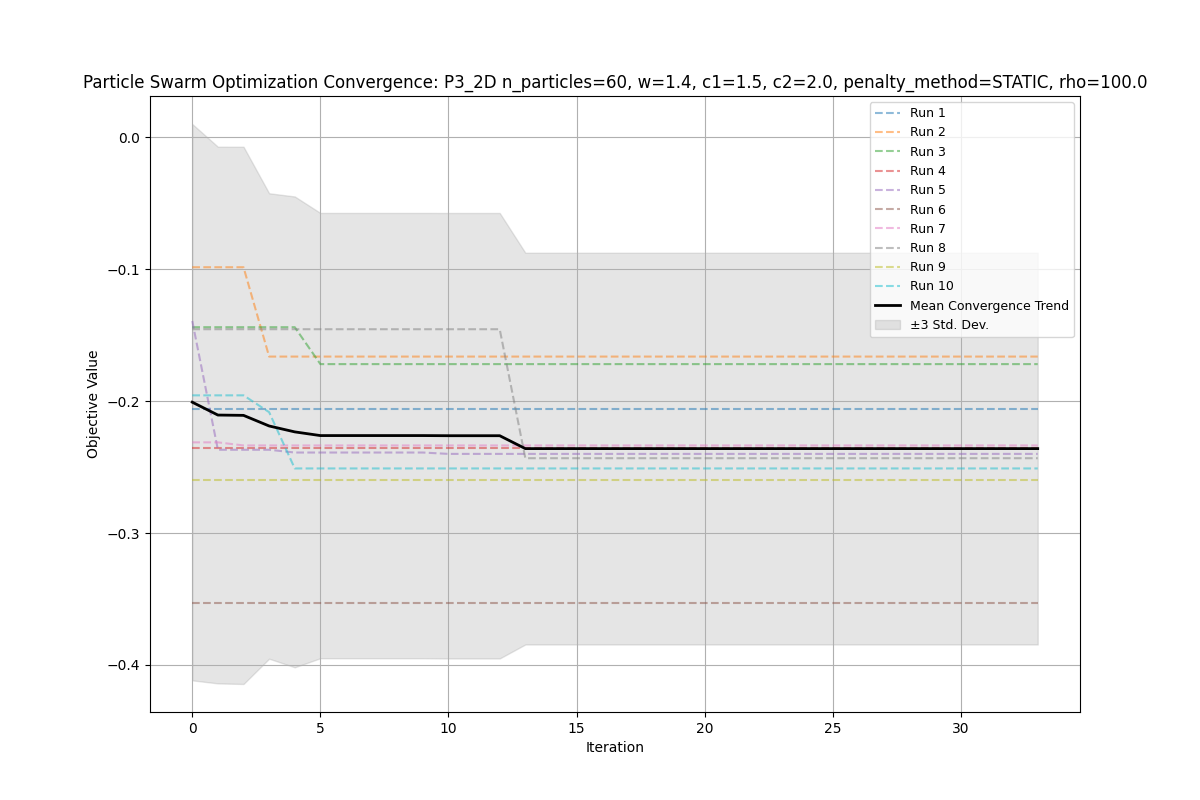 Particle Swarm Optimization Convergence: P3_2D n_particles=60, w=1.4, c1=1.5, c2=2.0, penalty_method=STATIC, rho=100.0
Run 1
Run 2
Run 3
Run 4
Run 5
Run 6
Run 7
Run 8
Run 9
Run 10
Mean Convergence Trend
±3 Std. Dev.
Objective Value
0.0
−0.1
−0.2
−0.3
−0.4
0 5 10 15 20 25 30
Iteration